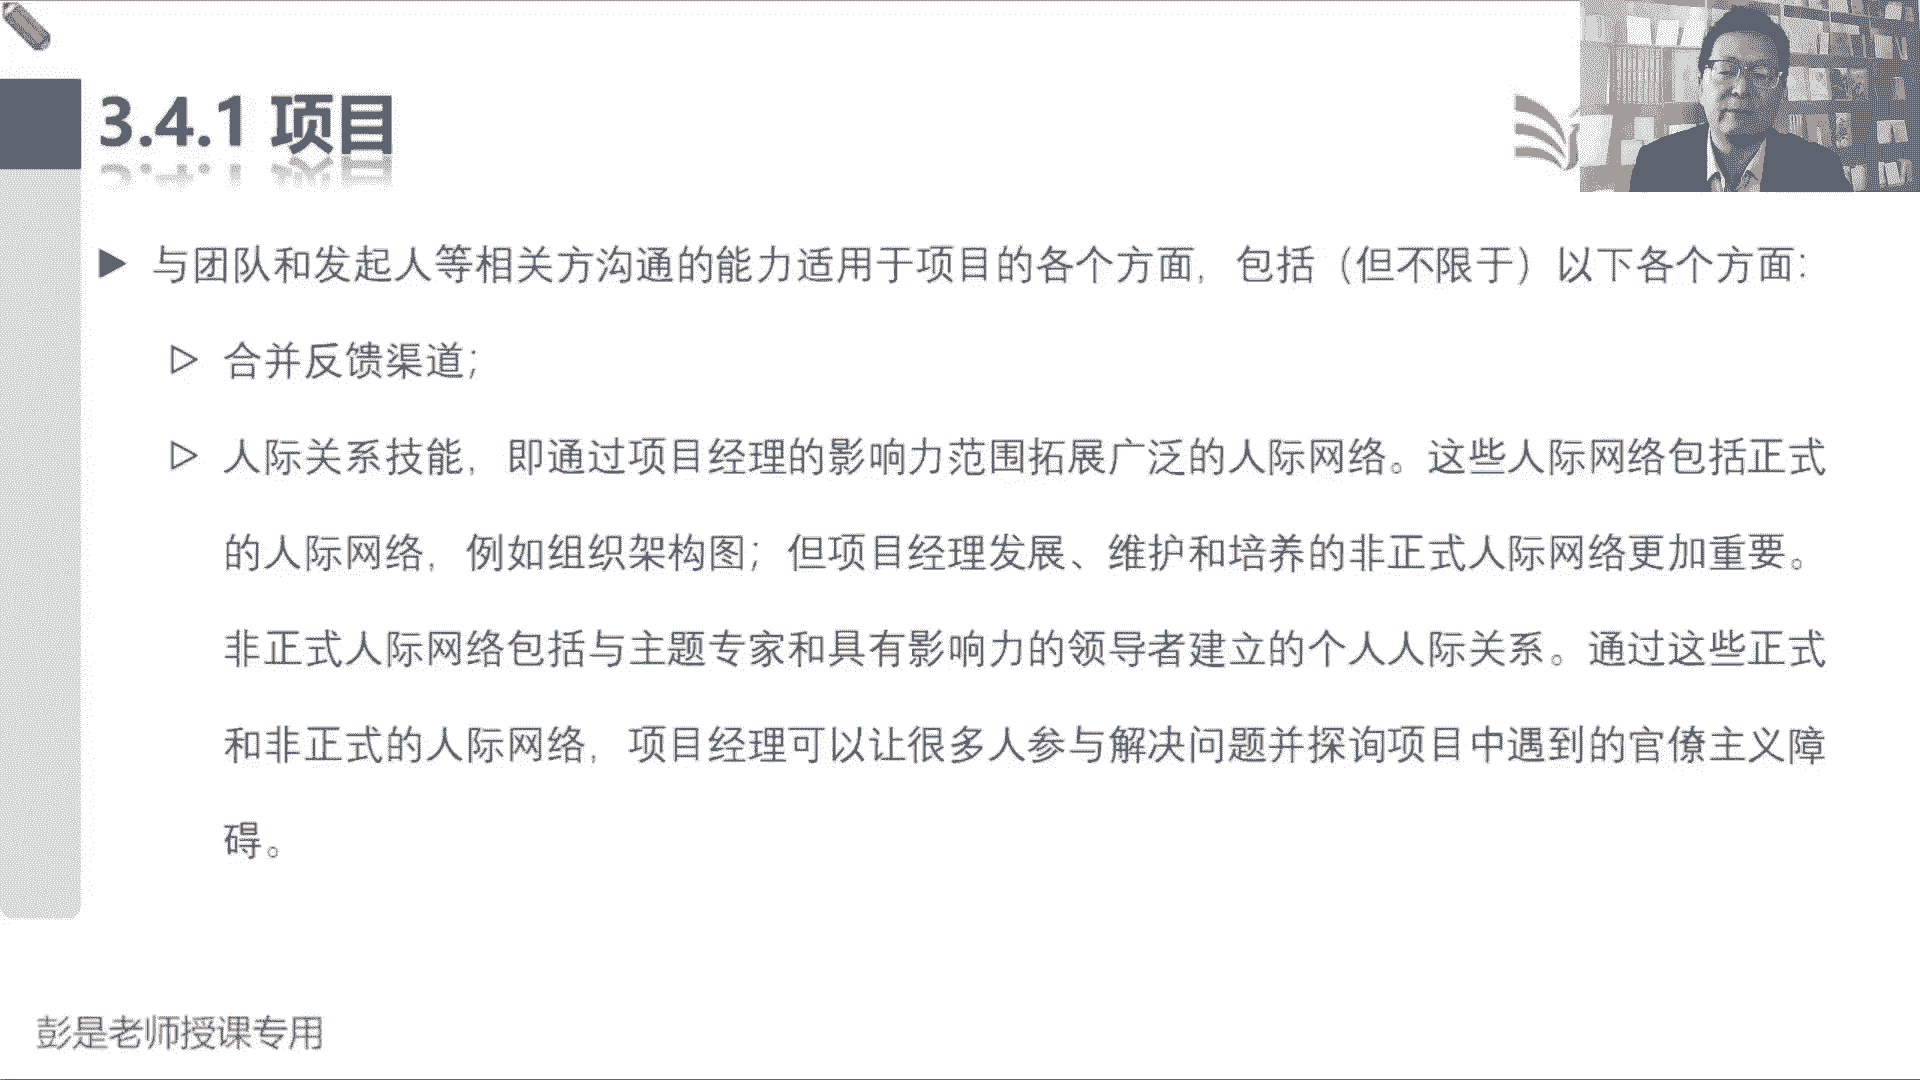 3.4.1 项目
与团队和发起人等相关方沟通的能力适用于项目的各个方面，包括（但不限于）以下各个方面：
合并反馈渠道；
人际关系技能，即通过项目经理的影响力范围拓展广泛的人际网络。这些人际网络包括正式
的人际网络，例如组织架构图；但项目经理发展、维护和培养的非正式人际网络更加重要。
非正式人际网络包括与主题专家和具有影响力的领导者建立的个人人际关系。通过这些正式
和非正式的人际网络，项目经理可以让很多人参与解决问题并探询项目中遇到的官僚主义障
碍。
彭是老师授课专用